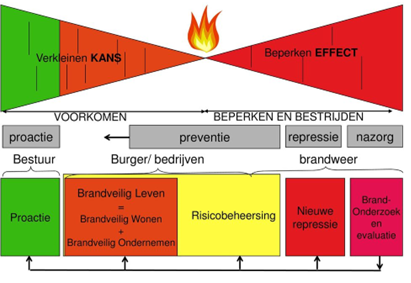 Verkleinen KANS
Beperken EFFECT
VOORKOMEN
BEPERKEN EN BESTRIJDEN
proactie
preventie
repressie
nazorg
Bestuur
Burger/ bedrijven
brandweer
Proactie
Brandveilig Leven
=
Brandveilig Wonen
+
Brandveilig Ondernemen
Risicobeheersing
Nieuwe
repressie
Brand-
Onderzoek
en
evaluatie